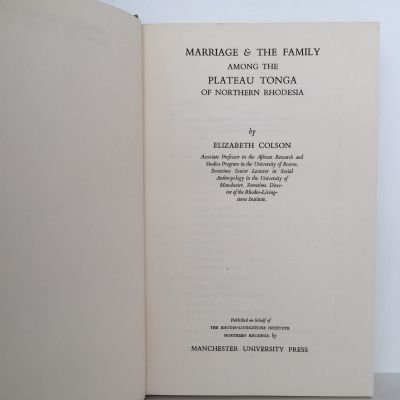 MARRIAGE & THE FAMILY
AMONG THE
PLATEAU TONGA
OF NORTHERN RHODESIA
by
ELIZABETH COLSON
Associate Professor in the African Research and
Studies Program in the University of Boston.
Sometime Senior Lecturer in Social
Anthropology in the University of
Manchester. Sometime Direc-
tor of the Rhodes-Living-
stone Institute.
Published on behalf of
THE RHODES-LIVINGSTONE INSTITUTE
NORTHERN RHODESIA by
MANCHESTER UNIVERSITY PRESS